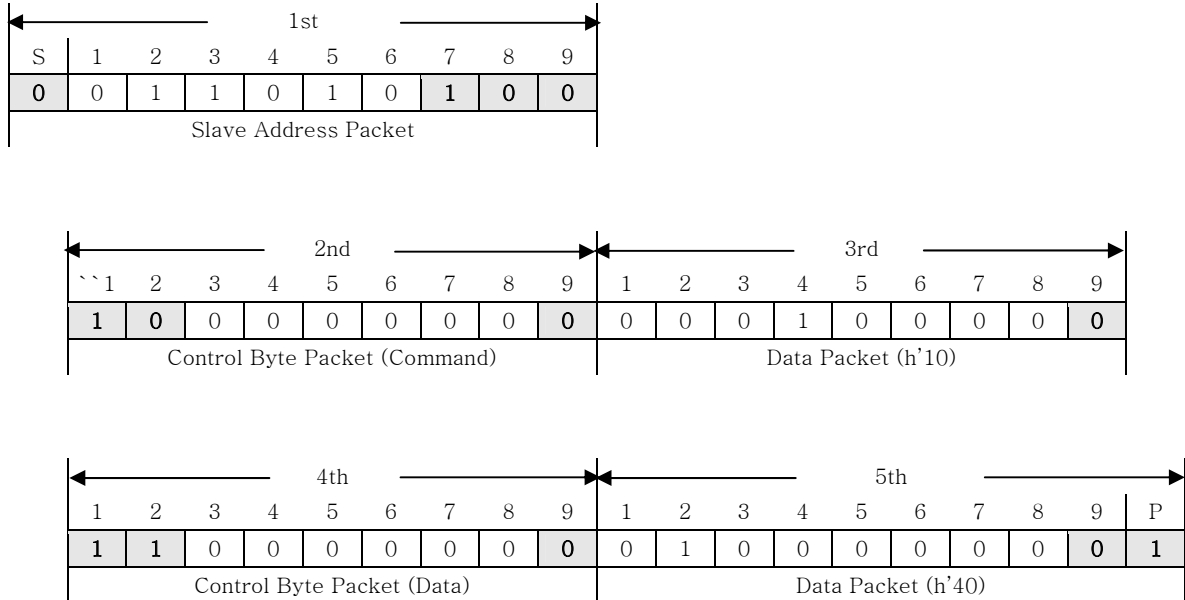 1st
S 1 2 3 4 5 6 7 8 9
0 0 1 1 0 1 0 1 0 0
Slave Address Packet
2nd 3rd
``1 2 3 4 5 6 7 8 9 1 2 3 4 5 6 7 8 9
1 0 0 0 0 0 0 0 0 0 0 0 1 0 0 0 0 0
Control Byte Packet (Command) Data Packet (h’10)
4th 5th
1 2 3 4 5 6 7 8 9 1 2 3 4 5 6 7 8 9 P
1 1 0 0 0 0 0 0 0 0 1 0 0 0 0 0 0 0 1
Control Byte Packet (Data) Data Packet (h’40)